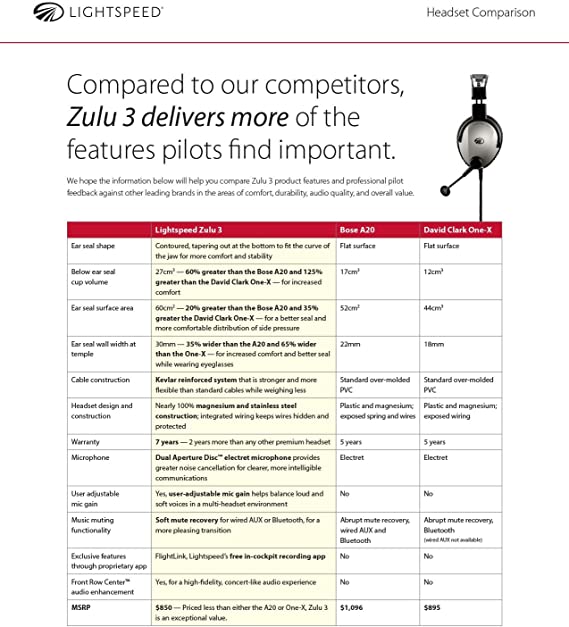 LIGHTSPEED®
Headset Comparison
Compared to our competitors,
Zulu 3 delivers more of the
features pilots find important.
We hope the information below will help you compare Zulu 3 product features and professional pilot
feedback against other leading brands in the areas of comfort, durability, audio quality, and overall value.
Lightspeed Zulu 3 Bose A20 David Clark One-X
Ear seal shape Contoured, tapering out at the bottom to fit the curve of Flat surface Flat surface
the jaw for more comfort and stability
Below ear seal 27cm³ — 60% greater than the Bose A20 and 125% 17cm³ 12cm³
cup volume greater than the David Clark One-X — for increased
comfort
Ear seal surface area 60cm² — 20% greater than the Bose A20 and 35% 52cm² 44cm³
greater the David Clark One-X — for a better seal and
more comfortable distribution of side pressure
Ear seal wall width at 30mm — 35% wider than the A20 and 65% wider 22mm 18mm
temple than the One-X — for increased comfort and better seal
while wearing eyeglasses
Cable construction Kevlar reinforced system that is stronger and more Standard over-molded Standard over-molded
flexible than standard cables while weighing less PVC PVC
Headset design and Nearly 100% magnesium and stainless steel Plastic and magnesium; Plastic and magnesium;
construction construction; integrated wiring keeps wires hidden and exposed spring and wires exposed wiring
protected
Warranty 7 years — 2 years more than any other premium headset 5 years 5 years
Microphone Dual Aperture Disc™ electret microphone provides Electret Electret
greater noise cancellation for clearer, more intelligible
communications
User adjustable Yes, user-adjustable mic gain helps balance loud and No No
mic gain soft voices in a multi-headset environment
Music muting Soft mute recovery for wired AUX or Bluetooth, for a Abrupt mute recovery, Abrupt mute recovery,
functionality more pleasing transition wired AUX and Bluetooth
Bluetooth (wired AUX not available)
Exclusive features FlightLink, Lightspeed's free in-cockpit recording app No No
through proprietary app
Front Row Center™ Yes, for a high-fidelity, concert-like audio experience No No
audio enhancement
MSRP $850 — Priced less than either the A20 or One-X, Zulu 3 $1,096 $895
is an exceptional value.